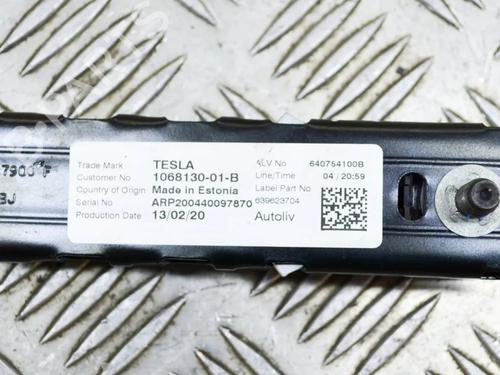 Trade Mark TESLA ALV No 640754100B
Customer No 1068130-01-B Line/Time 04 / 20:59
Country of Origin Made in Estonia Label Part No
Serial No ARP200440097870 639623704
Production Date 13/02/20 Autoliv